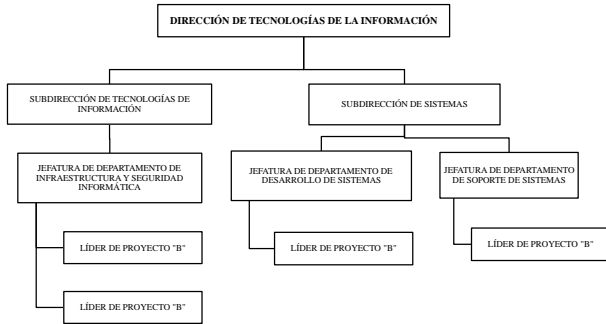 DIRECCIÓN DE TECNOLOGÍAS DE LA INFORMACIÓN
SUBDIRECCIÓN DE TECNOLOGÍAS DE
INFORMACIÓN
SUBDIRECCIÓN DE SISTEMAS
JEFATURA DE DEPARTAMENTO DE
INFRAESTRUCTURA Y SEGURIDAD
INFORMÁTICA
JEFATURA DE DEPARTAMENTO DE
DESARROLLO DE SISTEMAS
JEFATURA DE DEPARTAMENTO
DE SOPORTE DE SISTEMAS
LÍDER DE PROYECTO "B"
LÍDER DE PROYECTO "B"
LÍDER DE PROYECTO "B"
LÍDER DE PROYECTO "B"